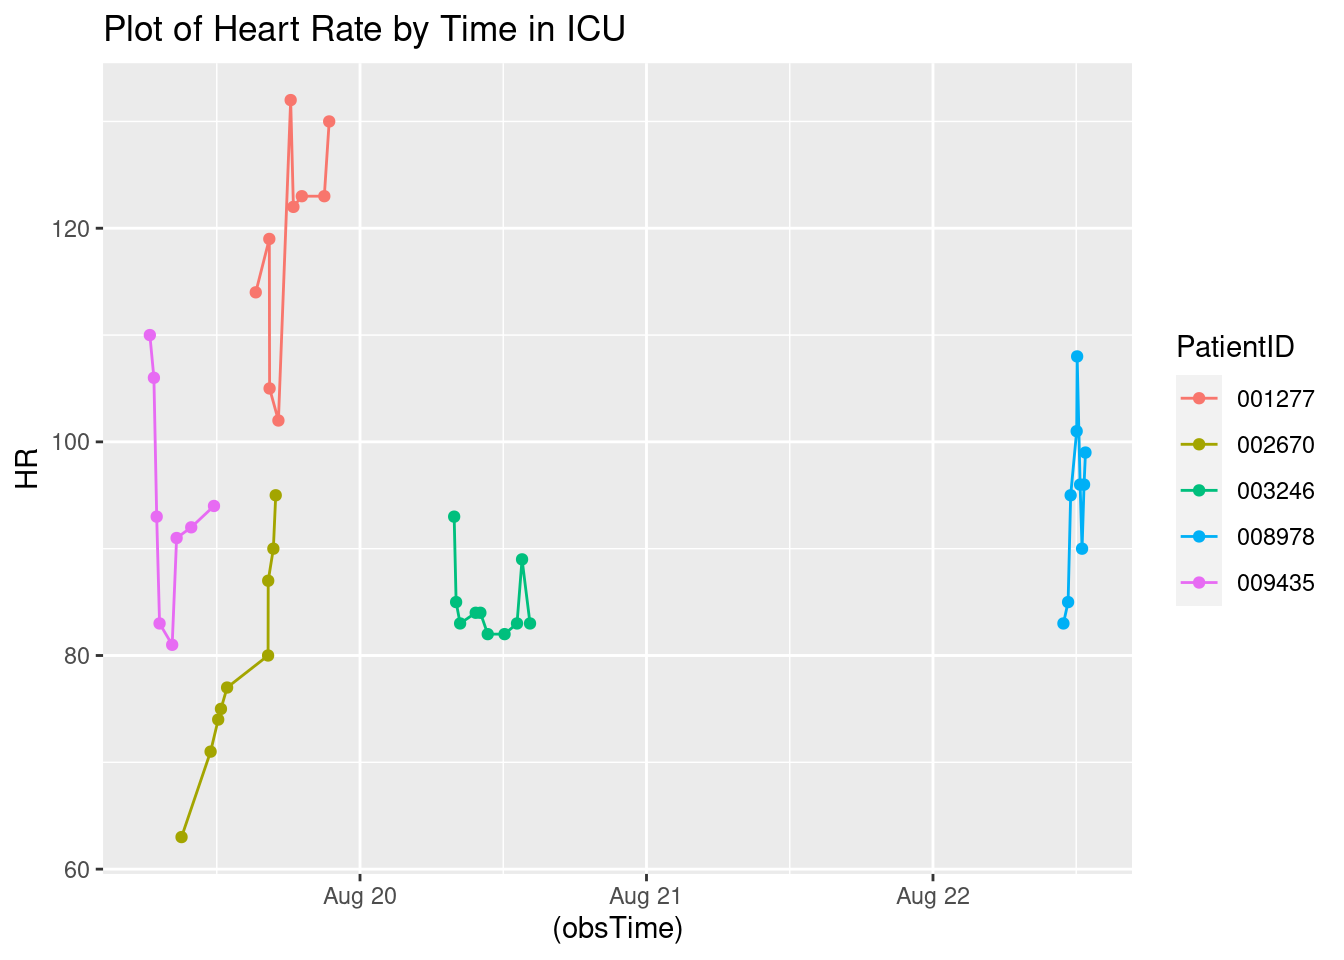 Plot of Heart Rate by Time in ICU
HR
120
100
80
60
Aug 20
Aug 21
Aug 22
(obsTime)
PatientID
001277
002670
003246
008978
009435